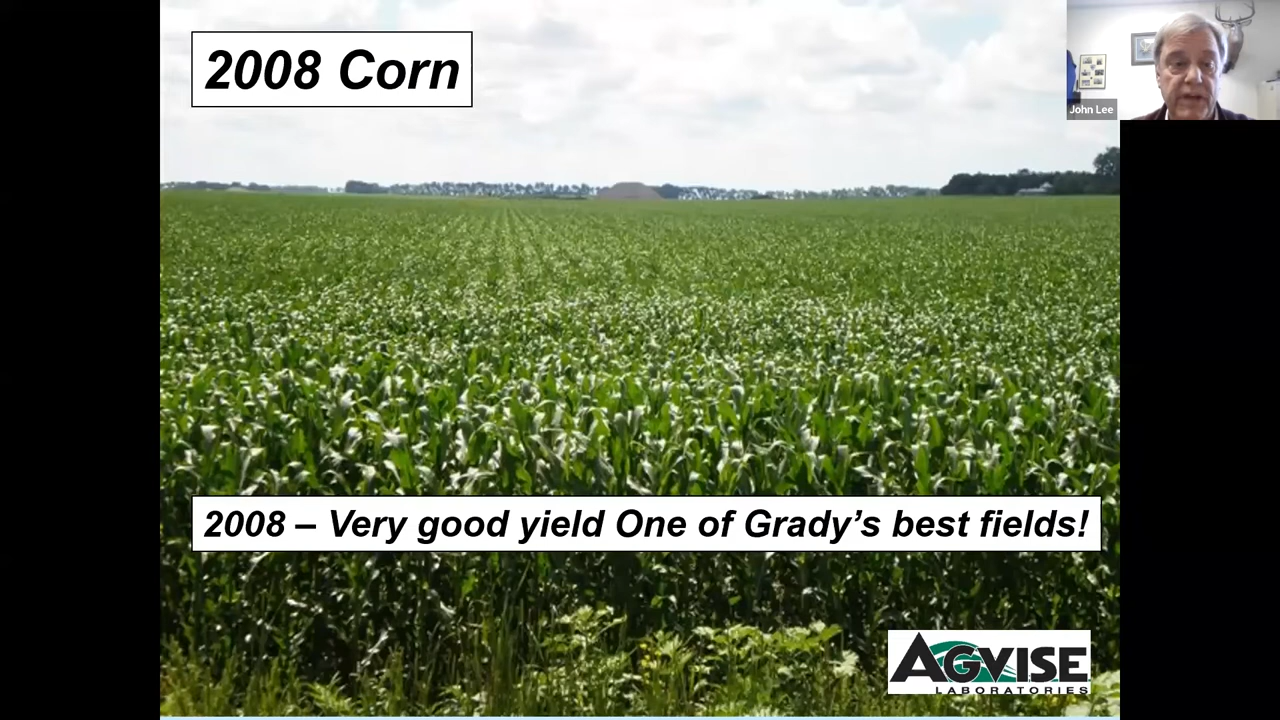 2008 Corn
John Lee
2008 – Very good yield One of Grady's best fields!
AGVISE
LABORATORIES